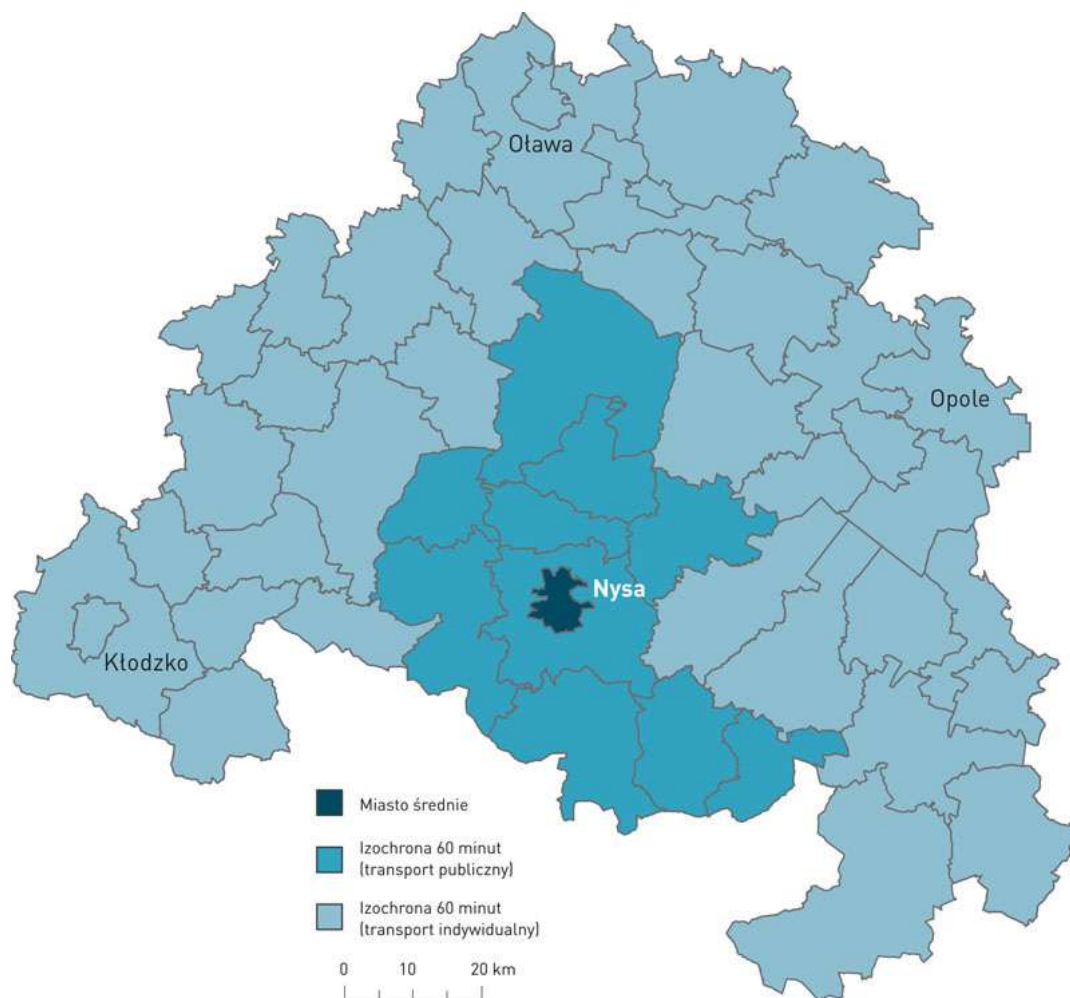 Oława
Opole
Nysa
Kłodzko
Miasto średnie
Izochrona 60 minut
(transport publiczny)
Izochrona 60 minut
(transport indywidualny)
0 10 20 km